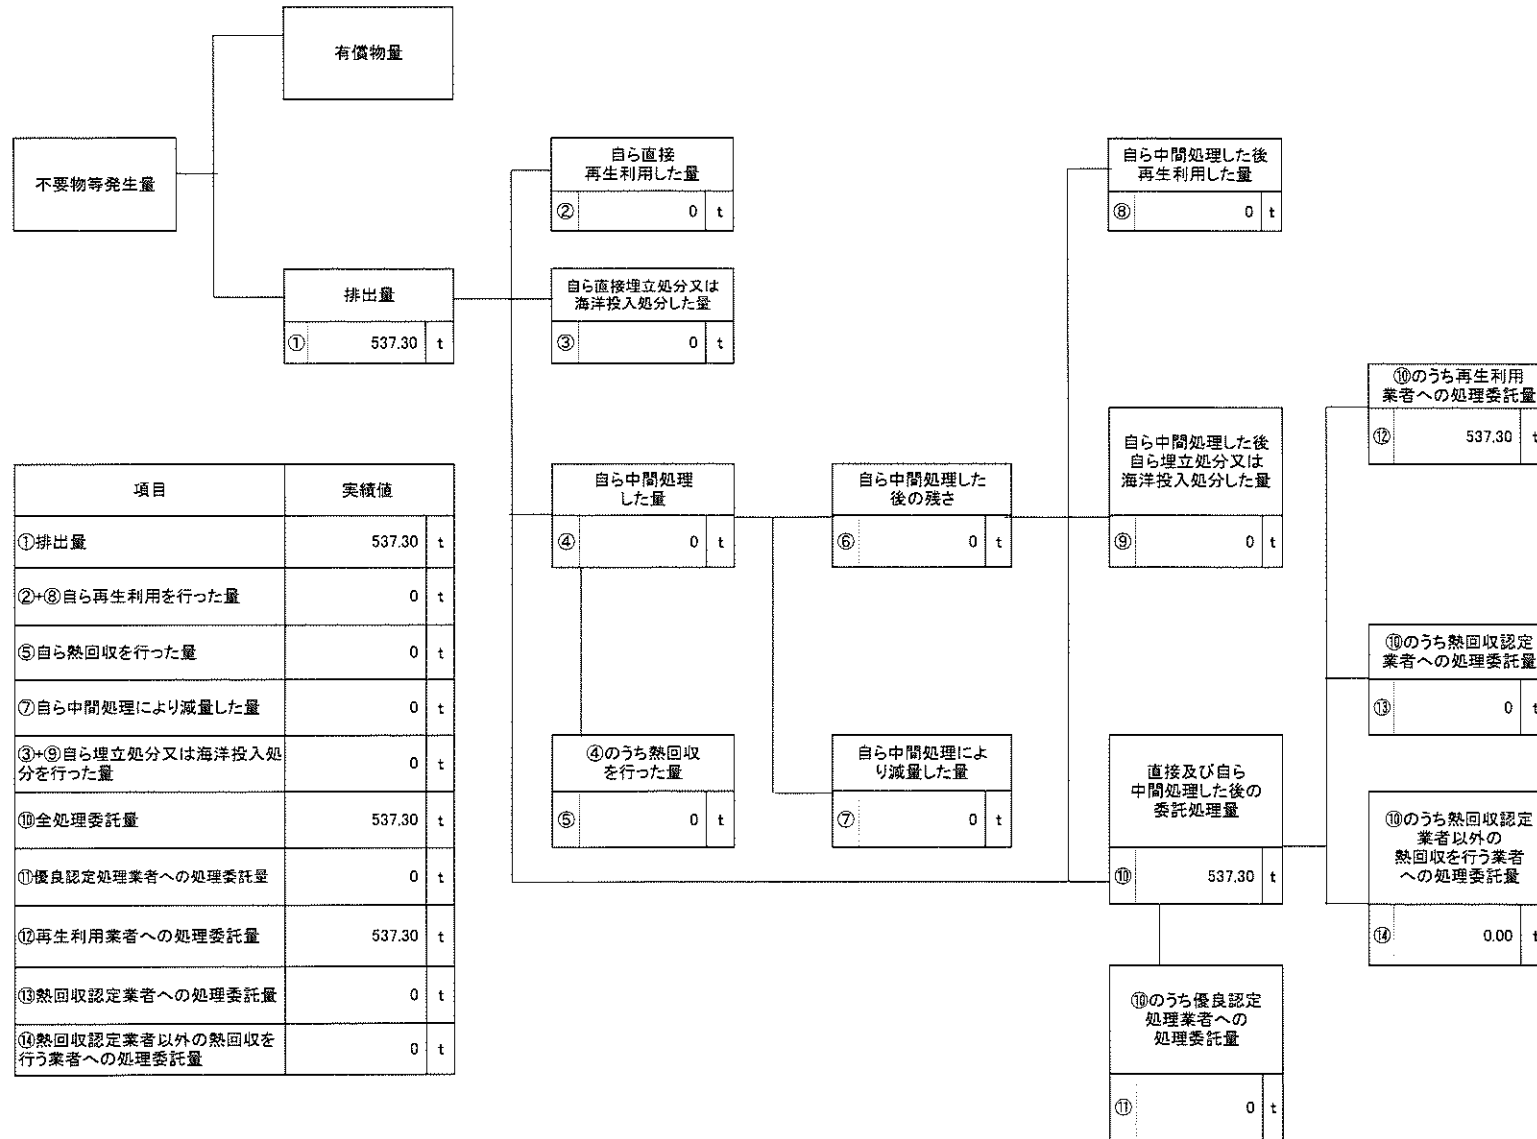 有償物量
不要物等発生量
排出量
① 537.30 t
自ら直接
再生利用した量
② 0 t
自ら直接埋立処分又は
海洋投入処分した量
③ 0 t
自ら中間処理
した量
④ 0 t
④のうち熱回収
を行った量
⑤ 0 t
自ら中間処理した
後の残さ
⑥ 0 t
自ら中間処理によ
り減量した量
⑦ 0 t
自ら中間処理した後
再生利用した量
⑧ 0 t
自ら中間処理した後
自ら埋立処分又は
海洋投入処分した量
⑨ 0 t
直接及び自ら
中間処理した後の
委託処理量
⑩ 537.30 t
⑩のうち優良認定
処理業者への
処理委託量
⑪ 0 t
⑩のうち再生利用
業者への処理委託量
⑫ 537.30 t
⑩のうち熱回収認定
業者への処理委託量
⑬ 0 t
⑩のうち熱回収認定
業者以外の
熱回収を行う業者
への処理委託量
⑭ 0.00 t
項目 実績値
①排出量 537.30 t
②+⑧自ら再生利用を行った量 0 t
⑤自ら熱回収を行った量 0 t
⑦自ら中間処理により減量した量 0 t
③+⑨自ら埋立処分又は海洋投入処
分を行った量 0 t
⑩全処理委託量 537.30 t
⑪優良認定処理業者への処理委託量 0 t
⑫再生利用業者への処理委託量 537.30 t
⑬熱回収認定業者への処理委託量 0 t
⑭熱回収認定業者以外の熱回収を
行う業者への処理委託量 0 t